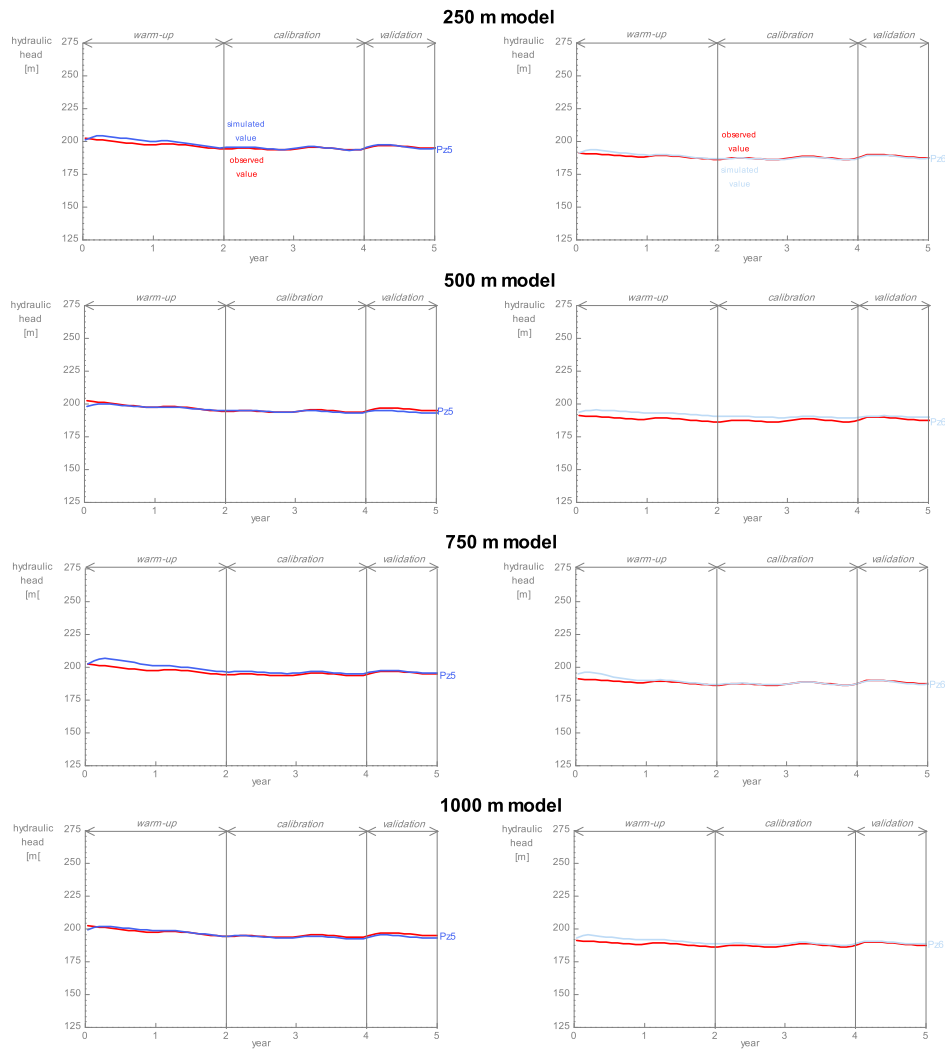 250 m model
hydraulic
head
[m]
warm-up
calibration
validation
275
250
225
200
175
150
125
simulated
value
observed
value
Pz5
0
1
2
3
4
5
year
hydraulic
head
[m]
warm-up
calibration
validation
275
250
225
200
175
150
125
observed
value
simulated
value
Pz6
0
1
2
3
4
5
year
500 m model
hydraulic
head
[m]
warm-up
calibration
validation
275
250
225
200
175
150
125
Pz5
0
1
2
3
4
5
year
hydraulic
head
[m]
warm-up
calibration
validation
275
250
225
200
175
150
125
Pz6
0
1
2
3
4
5
year
750 m model
hydraulic
head
[m[
warm-up
calibration
validation
275
250
225
200
175
150
125
Pz5
0
1
2
3
4
5
year
hydraulic
head
[m]
warm-up
calibration
validation
275
250
225
200
175
150
125
Pz6
0
1
2
3
4
5
year
1000 m model
hydraulic
head
[m[
warm-up
calibration
validation
275
250
225
200
175
150
125
Pz5
0
1
2
3
4
5
year
hydraulic
head
[m]
warm-up
calibration
validation
275
250
225
200
175
150
125
Pz6
0
1
2
3
4
5
year